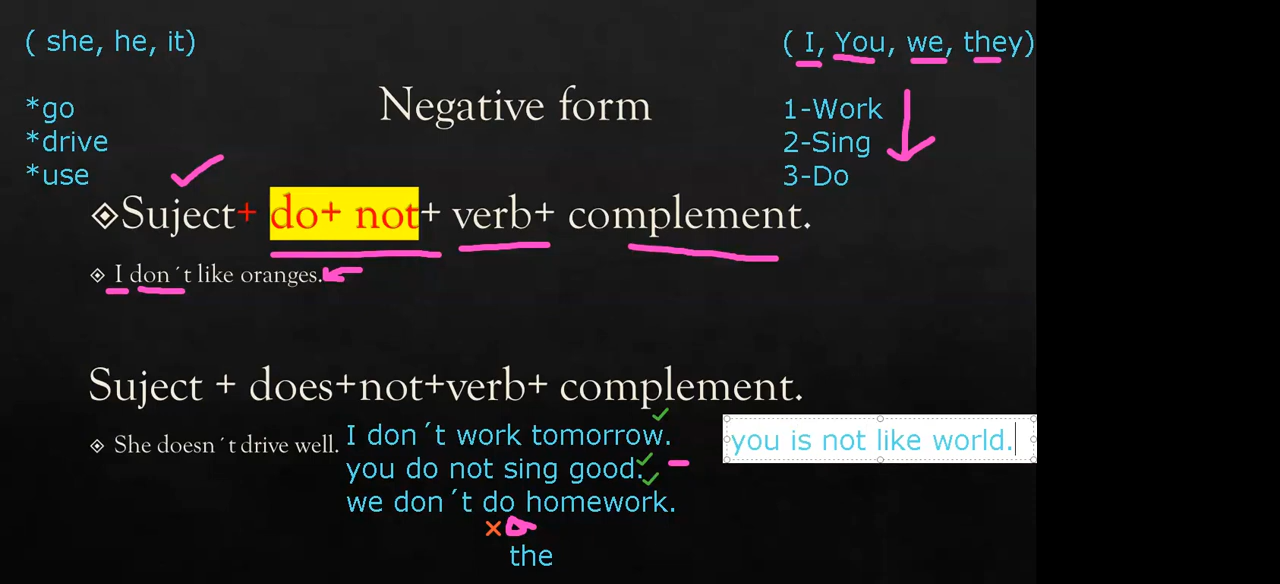 ( she, he, it)
( I, You, we, they)
*go
*drive
*use
Negative form
1-Work
2-Sing
3-Do
Suject+ do+ not+ verb+ complement.
I don´t like oranges.
Suject + does+not+verb+ complement.
She doesn´t drive well.
I don´t work tomorrow.
you do not sing good.
we don´t do homework.
the
you is not like world.